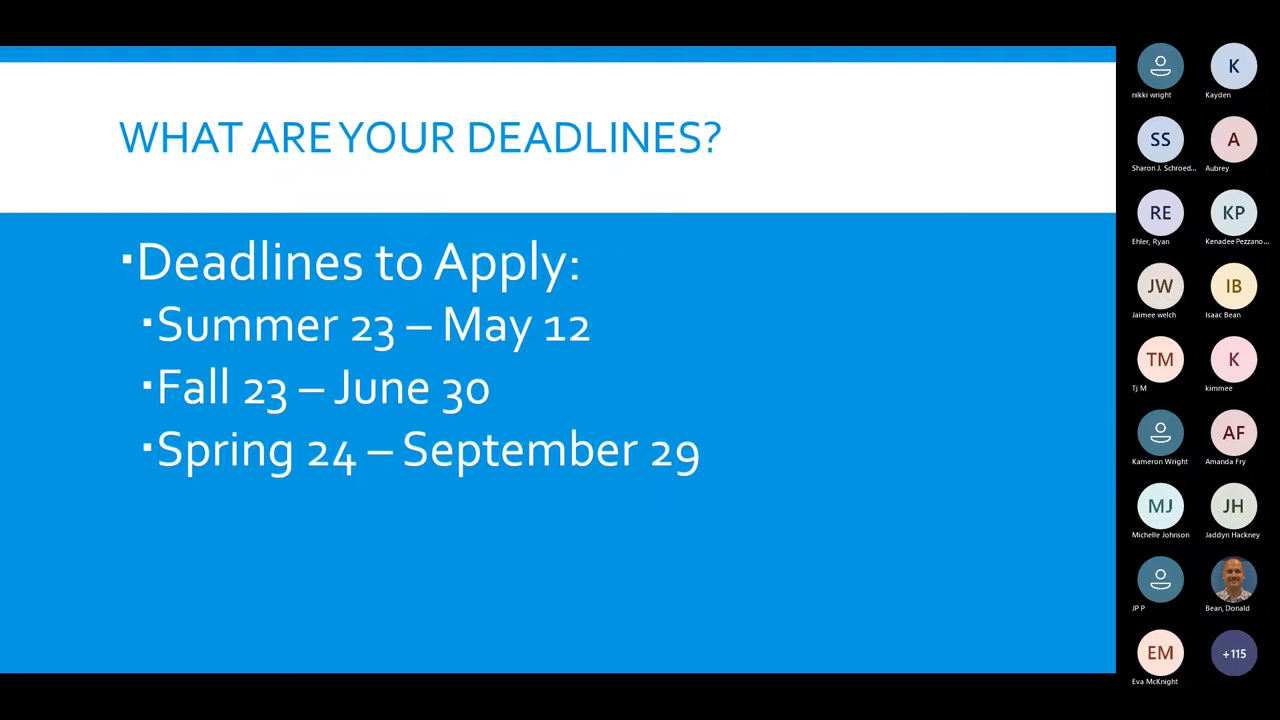 WHAT ARE YOUR DEADLINES?
▪Deadlines to Apply:
▪Summer 23 – May 12
▪Fall 23 – June 30
▪Spring 24 – September 29
nikki wright
K
Kayden
SS
Sharon J. Schroed...
A
Aubrey
RE
Ehler, Ryan
KP
Kenadee Pezzano...
JW
Jaimee welch
IB
Isaac Bean
TM
Tj M
K
kimmee
Kameron Wright
AF
Amanda Fry
MJ
Michelle Johnson
JH
Jaddyn Hackney
JP P
Bean, Donald
EM
Eva McKnight
+115